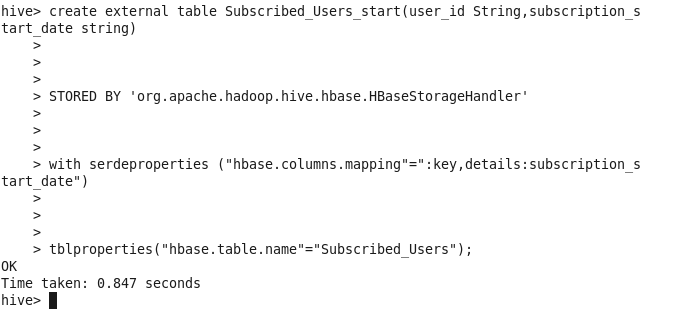 hive> create external table Subscribed_Users_start(user_id String,subscription_s
tart_date string)
    >
    >
    >
    > STORED BY 'org.apache.hadoop.hive.hbase.HBaseStorageHandler'
    >
    >
    >
    > with serdeproperties ("hbase.columns.mapping"=":key,details:subscription_s
tart_date")
    >
    >
    >
    > tblproperties("hbase.table.name"="Subscribed_Users");
OK
Time taken: 0.847 seconds
hive>